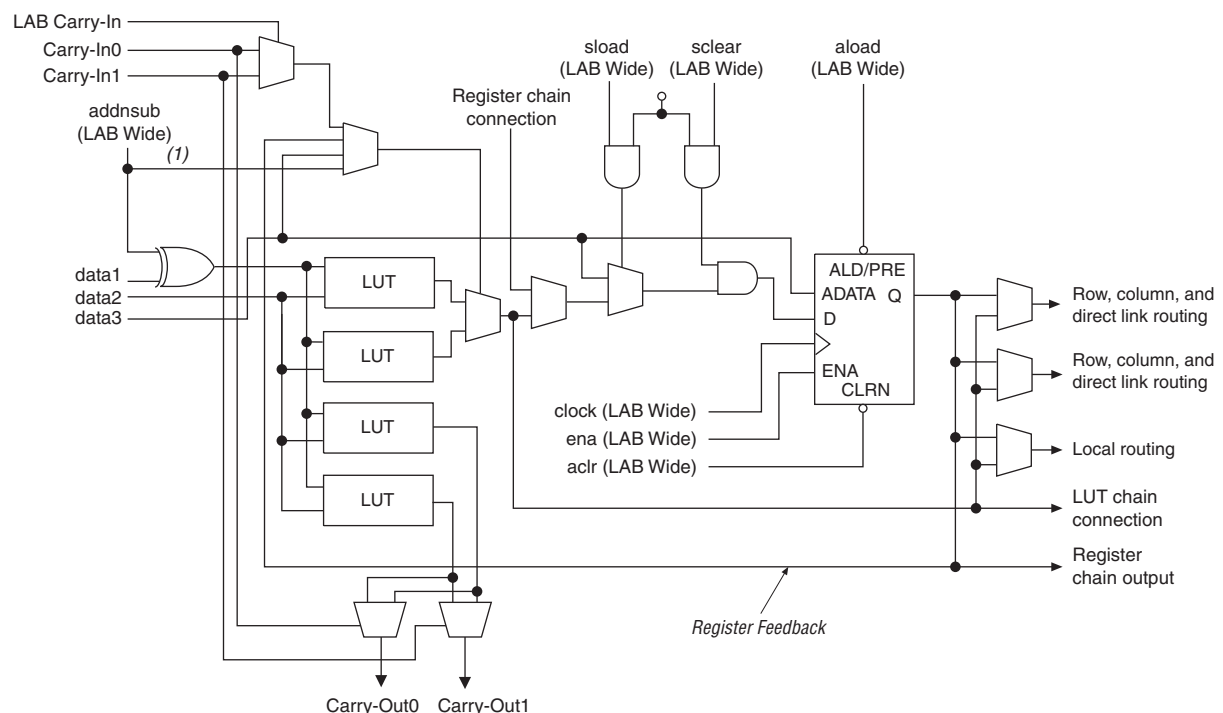 LAB Carry-In
Carry-In0
Carry-In1
addnsub
(LAB Wide)
(1)
Register chain
connection
sload
(LAB Wide)
sclear
(LAB Wide)
aload
(LAB Wide)
data1
data2
data3
LUT
LUT
LUT
LUT
ALD/PRE
ADATA
Q
D
ENA
CLRN
clock (LAB Wide)
ena (LAB Wide)
aclr (LAB Wide)
Row, column, and
direct link routing
Row, column, and
direct link routing
Local routing
LUT chain
connection
Register
chain output
Register Feedback
Carry-Out0
Carry-Out1